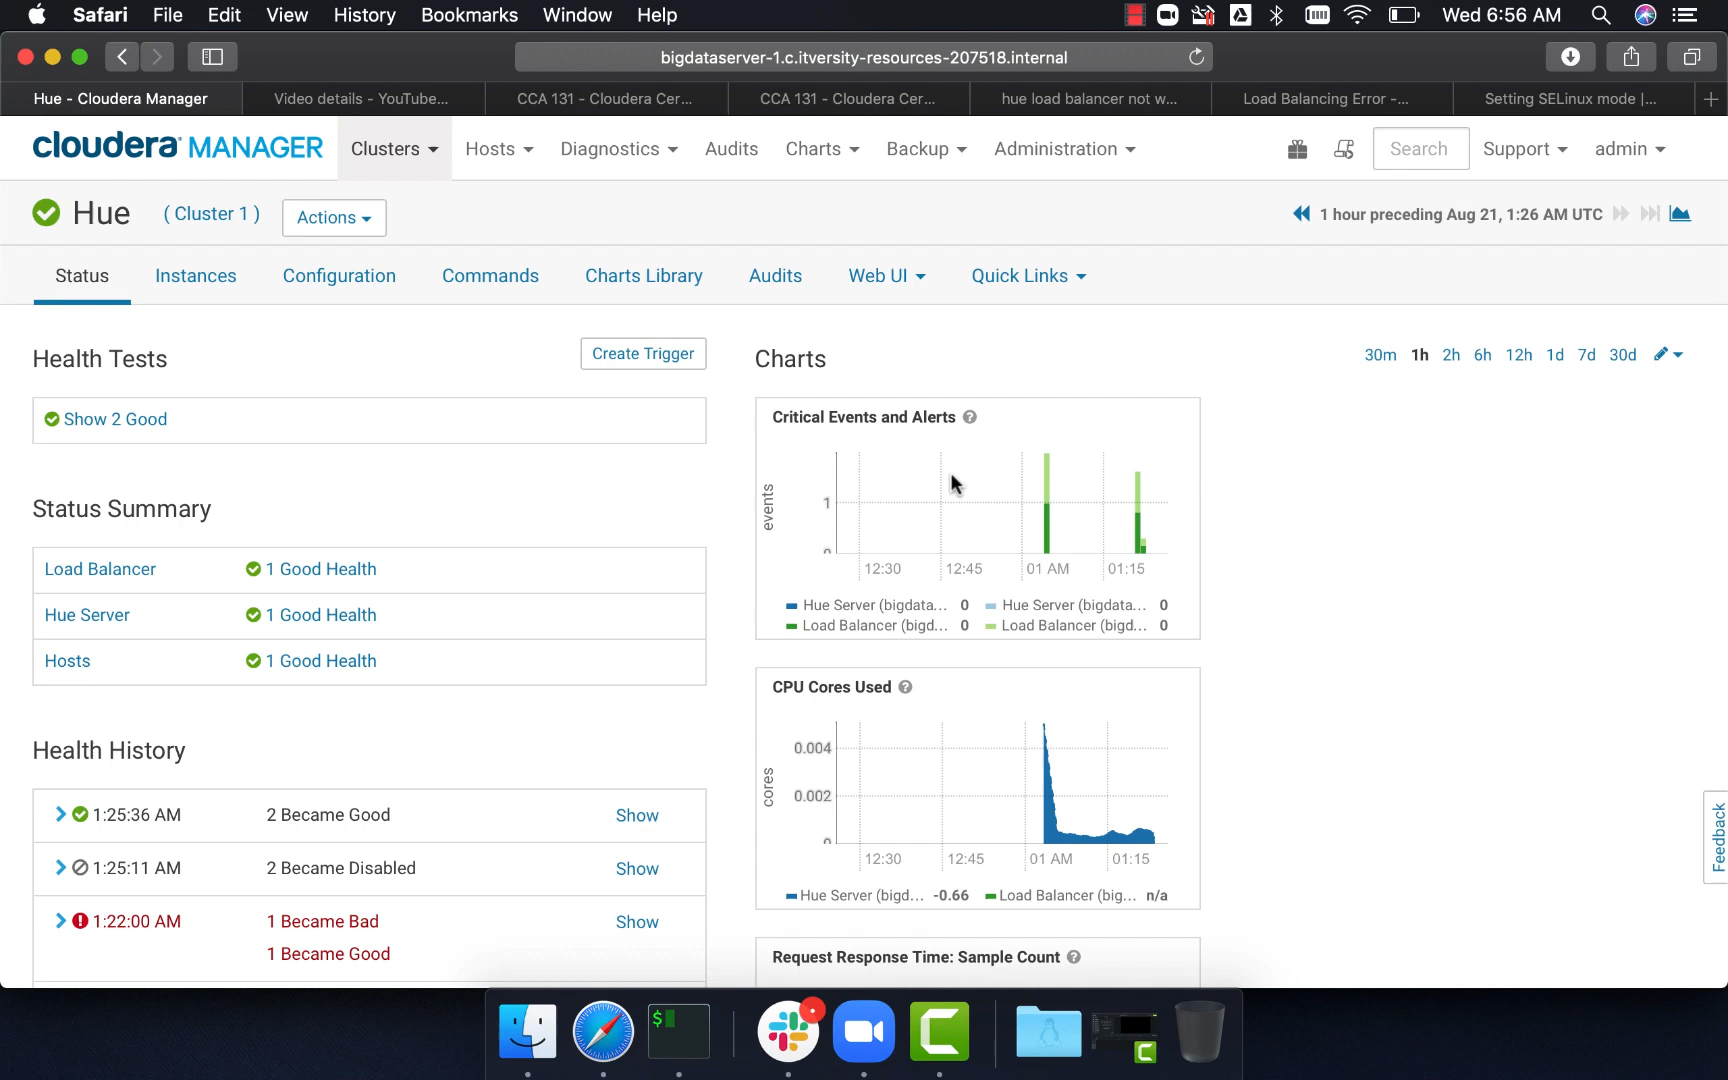 Safari File Edit View History Bookmarks Window Help Wed 6:56 AM
bigdataserver-1.c.itversity-resources-207518.internal
Hue - Cloudera Manager Video details - YouTube... CCA 131 - Cloudera Cer... CCA 131 - Cloudera Cer... hue load balancer not w... Load Balancing Error -... Setting SELinux mode |...
cloudera MANAGER Clusters Hosts Diagnostics Audits Charts Backup Administration Search Support admin
Hue ( Cluster 1 ) Actions 1 hour preceding Aug 21, 1:26 AM UTC
Status Instances Configuration Commands Charts Library Audits Web UI Quick Links
Health Tests Create Trigger
Show 2 Good
Status Summary
Load Balancer 1 Good Health
Hue Server 1 Good Health
Hosts 1 Good Health
Health History
1:25:36 AM 2 Became Good Show
1:25:11 AM 2 Became Disabled Show
1:22:00 AM 1 Became Bad Show
1 Became Good
Charts 30m 1h 2h 6h 12h 1d 7d 30d
Critical Events and Alerts
events
1
0
12:30 12:45 01 AM 01:15
Hue Server (bigdata... 0 Hue Server (bigdata... 0
Load Balancer (bigd... 0 Load Balancer (bigd... 0
CPU Cores Used
cores
0.004
0.002
0
12:30 12:45 01 AM 01:15
Hue Server (bigd... -0.66 Load Balancer (big... n/a
Request Response Time: Sample Count
Feedback
$